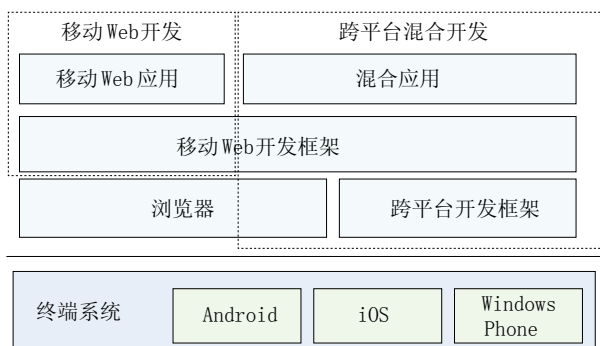 移动Web开发
跨平台混合开发
移动Web应用
混合应用
移动Web开发框架
浏览器
跨平台开发框架
终端系统
Android
iOS
Windows
Phone